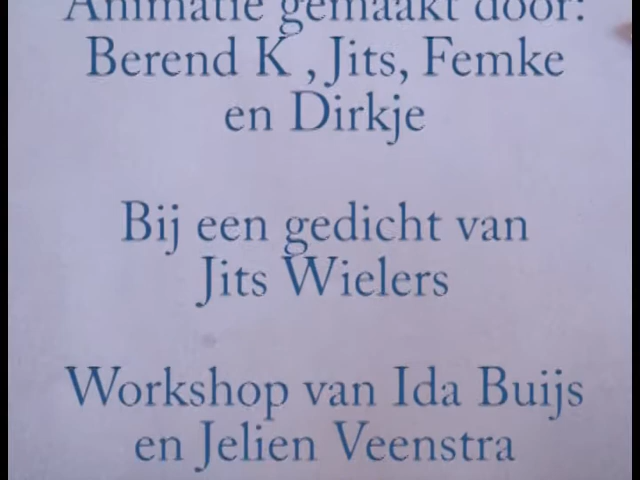 Animatie gemaakt door:
Berend K , Jits, Femke
en Dirkje
Bij een gedicht van
Jits Wielers
Workshop van Ida Buijs
en Jelien Veenstra